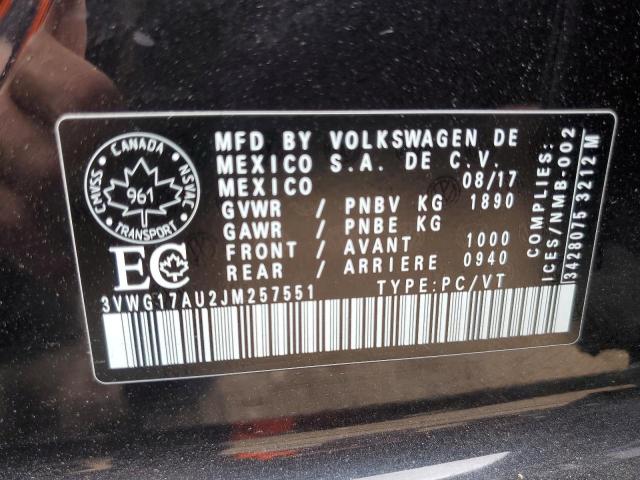 CANADA
CMVSS
NSVAC
961
TRANSPORT
EC
MFD BY VOLKSWAGEN DE
MEXICO S.A. DE C.V.
MEXICO 08/17
GVWR / PNBV KG 1890
GAWR / PNBE KG
FRONT / AVANT 1000
REAR / ARRIERE 0940
TYPE:PC/VT
3VWG17AU2JM257551
COMPLIES:
ICES/NMB-002
3428075 3212 M